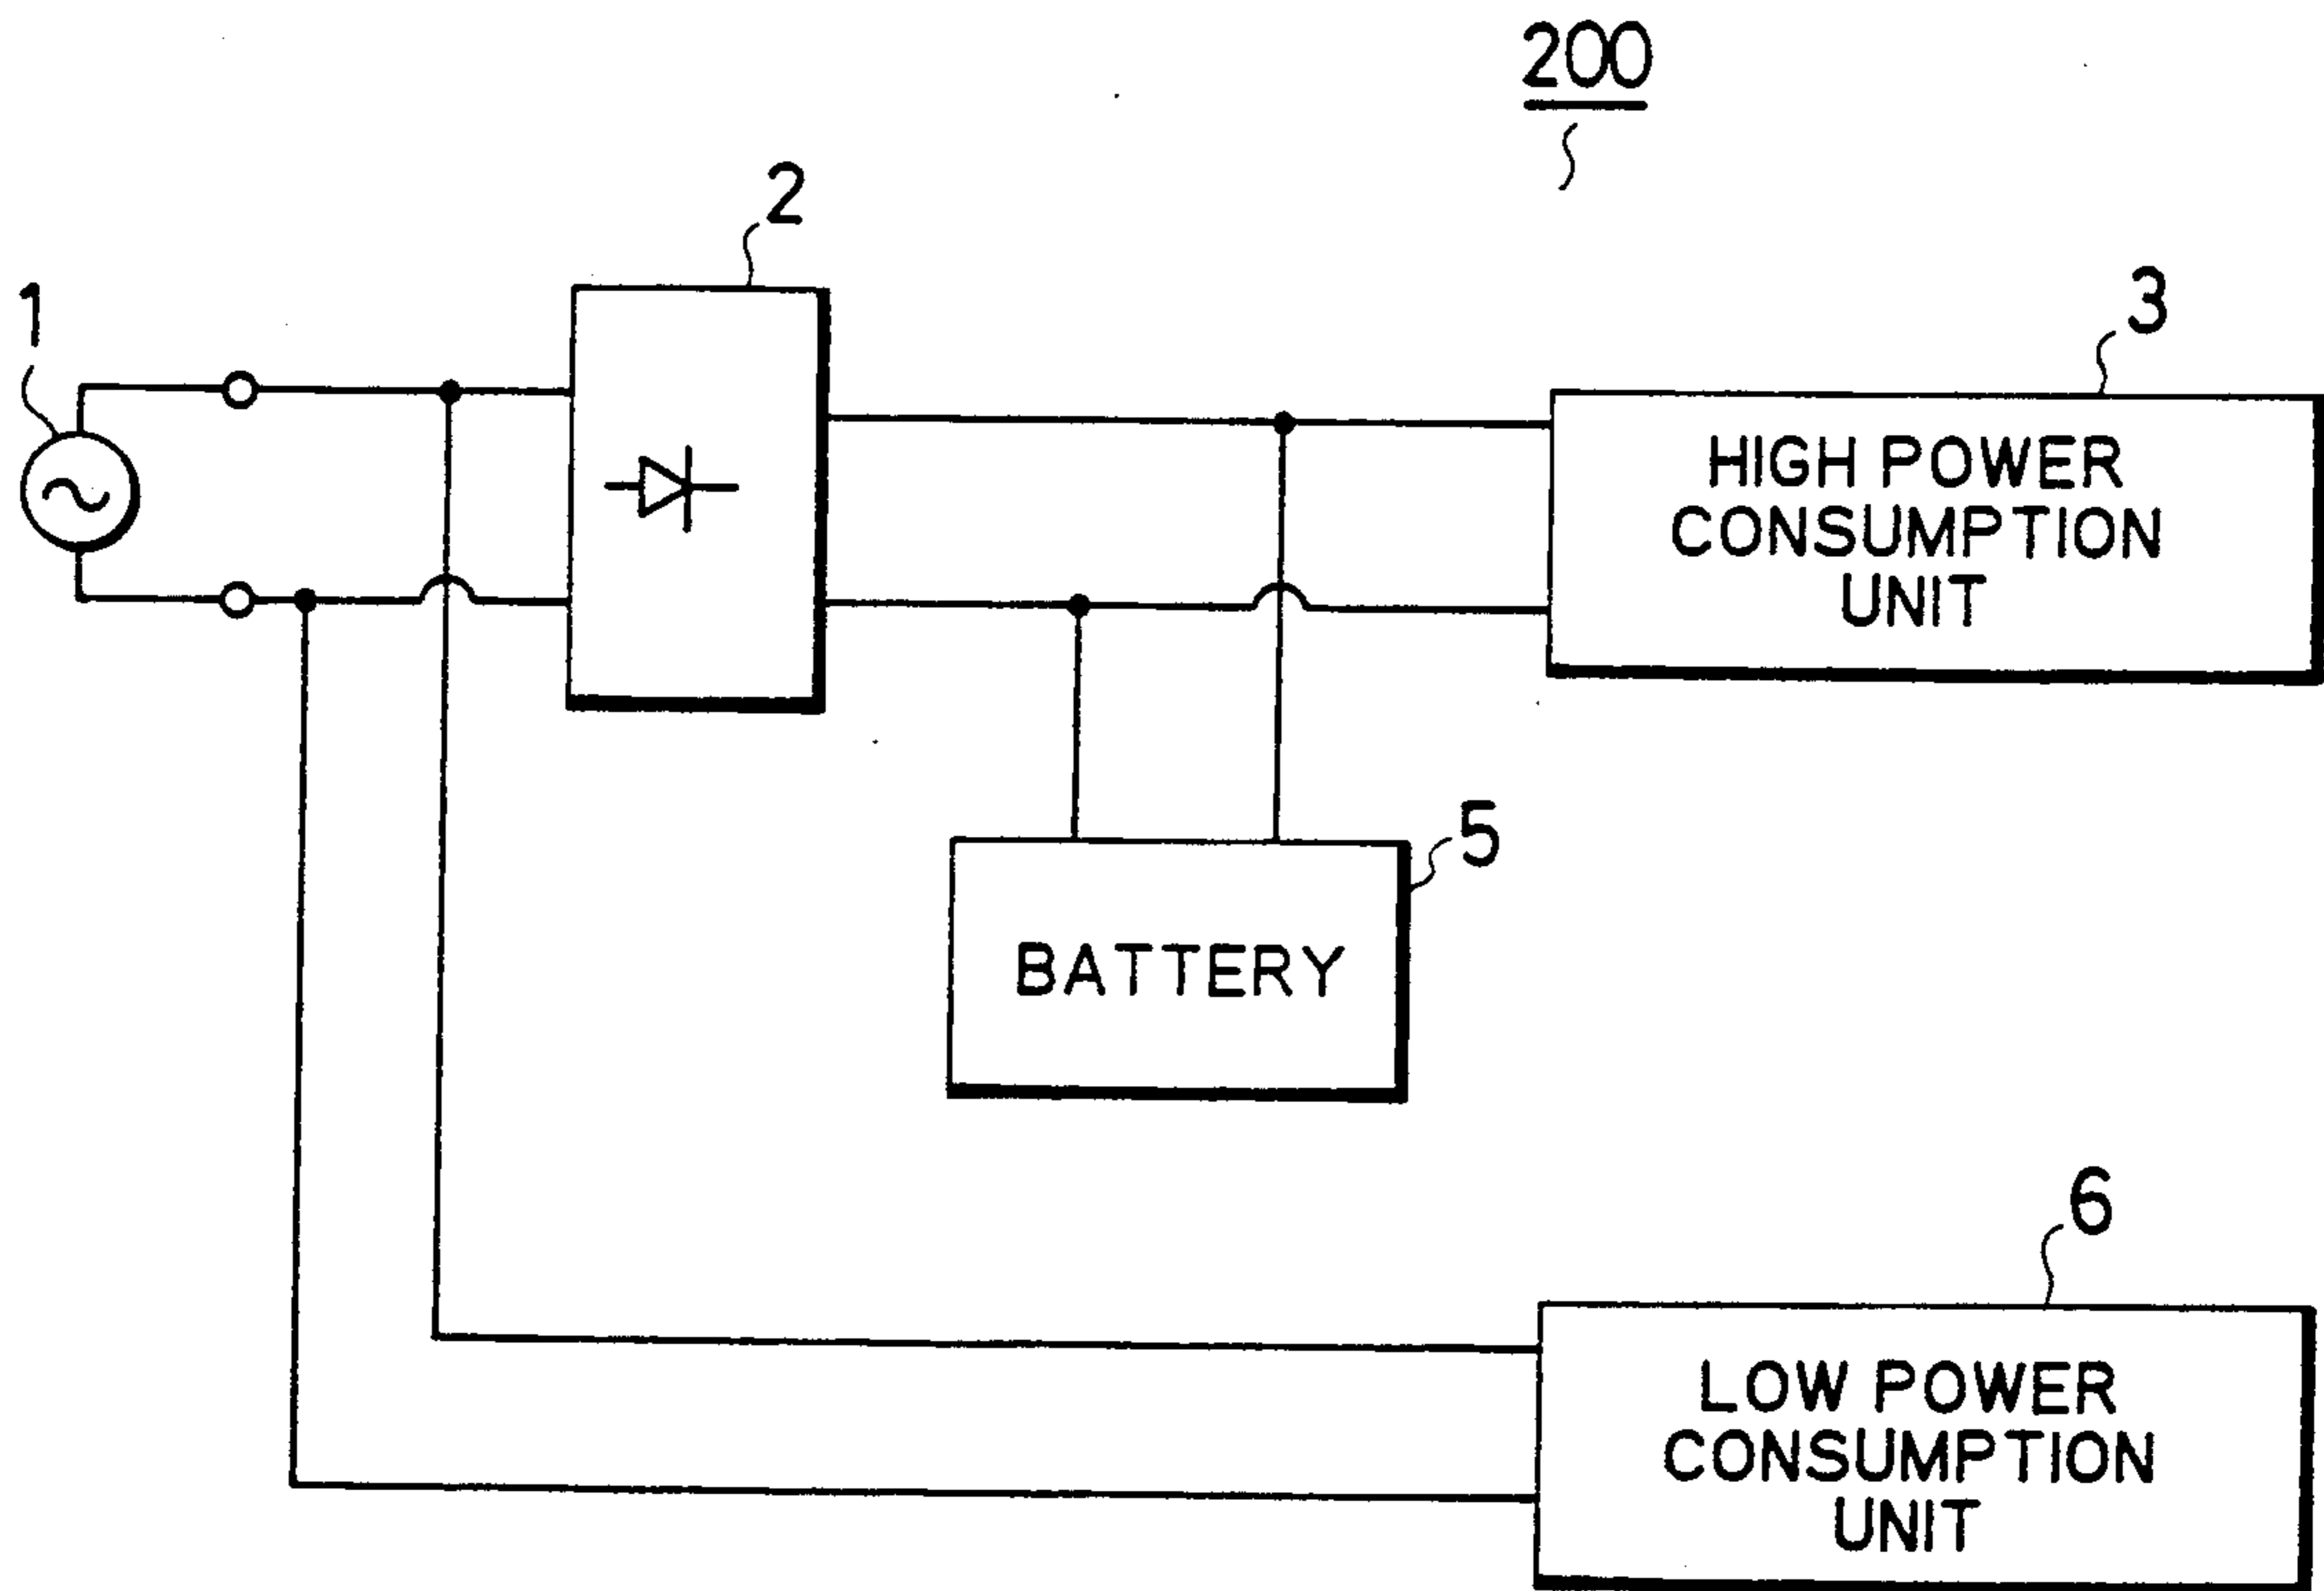 200
2
1
3
HIGH POWER
CONSUMPTION
UNIT
5
BATTERY
6
LOW POWER
CONSUMPTION
UNIT